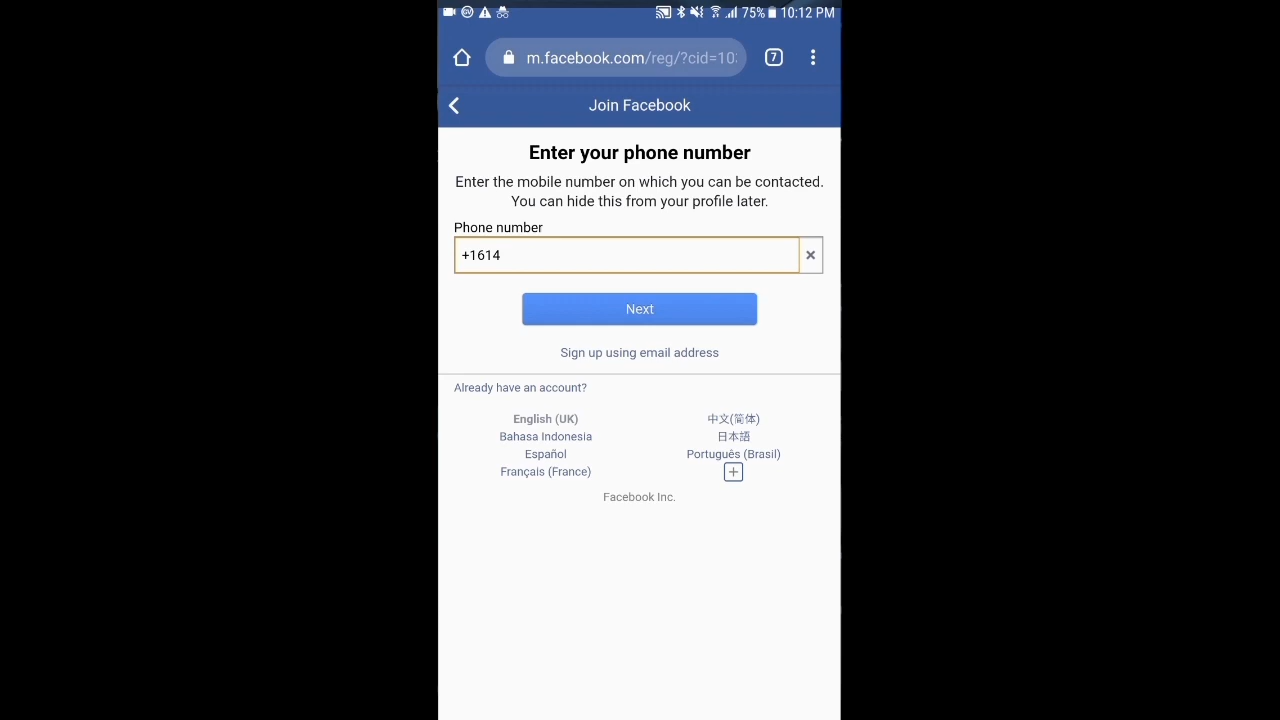 75% 10:12 PM
m.facebook.com/reg/?cid=10
7
Join Facebook
Enter your phone number
Enter the mobile number on which you can be contacted.
You can hide this from your profile later.
Phone number
+1614
Next
Sign up using email address
Already have an account?
English (UK)
中文(简体)
Bahasa Indonesia
日本語
Español
Português (Brasil)
Français (France)
Facebook Inc.